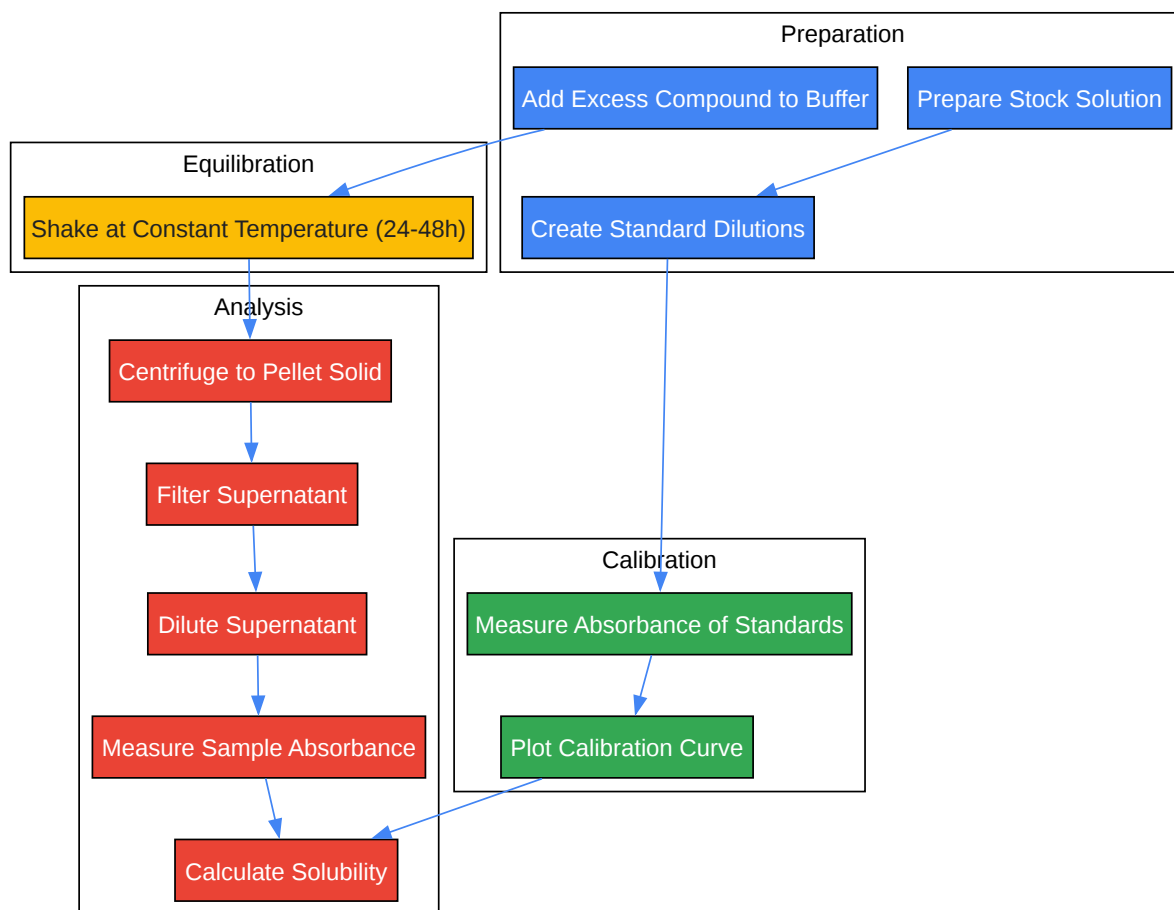 Preparation
Add Excess Compound to Buffer
Prepare Stock Solution
Equilibration
Shake at Constant Temperature (24-48h)
Create Standard Dilutions
Analysis
Centrifuge to Pellet Solid
Filter Supernatant
Calibration
Dilute Supernatant
Measure Absorbance of Standards
Measure Sample Absorbance
Plot Calibration Curve
Calculate Solubility